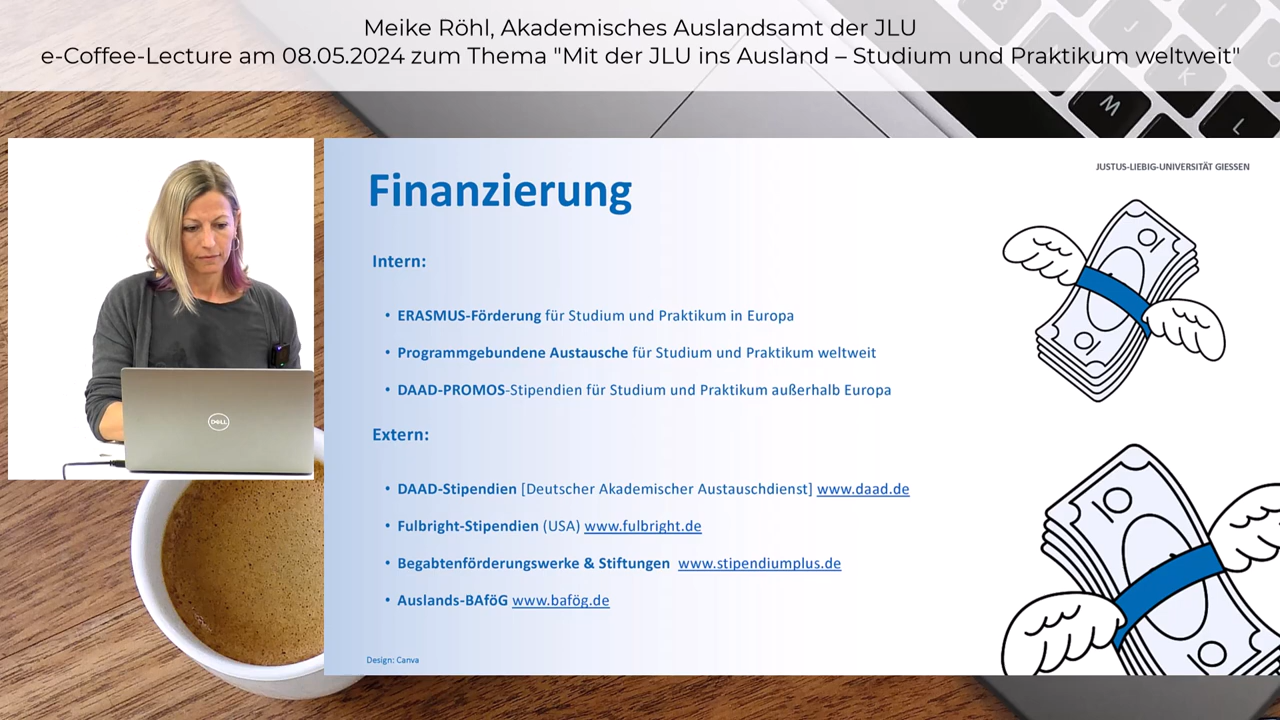 Meike Röhl, Akademisches Auslandsamt der JLU
e-Coffee-Lecture am 08.05.2024 zum Thema "Mit der JLU ins Ausland – Studium und Praktikum weltweit"
JUSTUS-LIEBIG-UNIVERSITÄT GIESSEN
Finanzierung
Intern:
• ERASMUS-Förderung für Studium und Praktikum in Europa
• Programmgebundene Austausche für Studium und Praktikum weltweit
• DAAD-PROMOS-Stipendien für Studium und Praktikum außerhalb Europa
Extern:
• DAAD-Stipendien [Deutscher Akademischer Austauschdienst] www.daad.de
• Fulbright-Stipendien (USA) www.fulbright.de
• Begabtenförderungswerke & Stiftungen www.stipendiumplus.de
• Auslands-BAföG www.bafög.de
Design: Canva
DELL
B
J
K
M
L